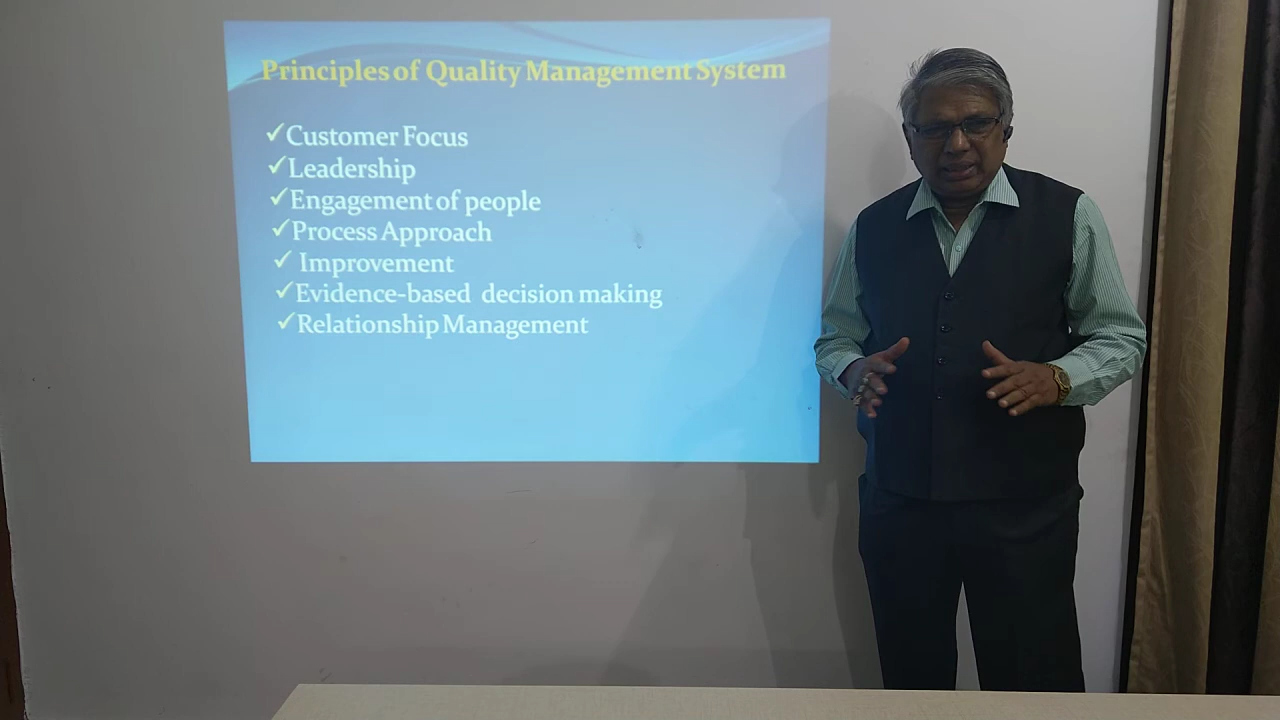 Principles of Quality Management System
✓Customer Focus
✓Leadership
✓Engagement of people
✓Process Approach
✓ Improvement
✓Evidence-based decision making
✓Relationship Management